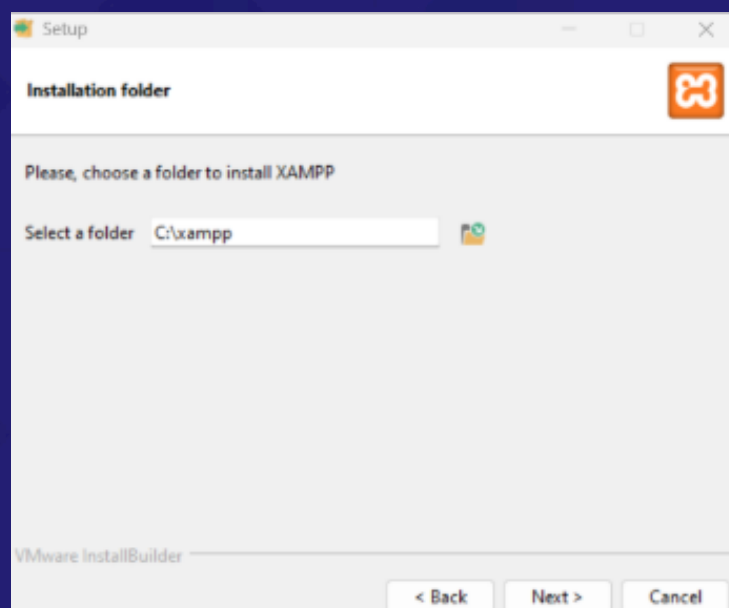 Setup
Installation folder
Please, choose a folder to install XAMPP
Select a folder C:\xampp
VMware InstallBuilder
< Back Next > Cancel